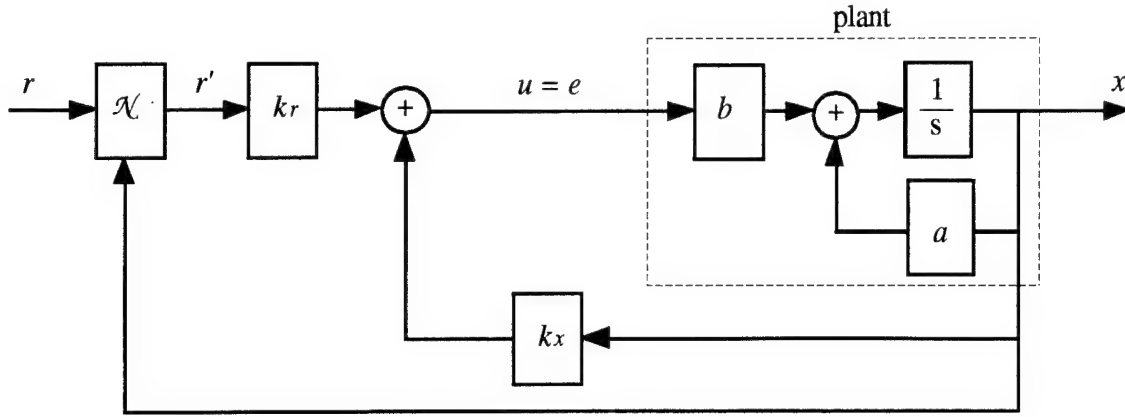 plant
r
𝒩
r'
kr
+
u = e
b
+
1
s
x
a
kx